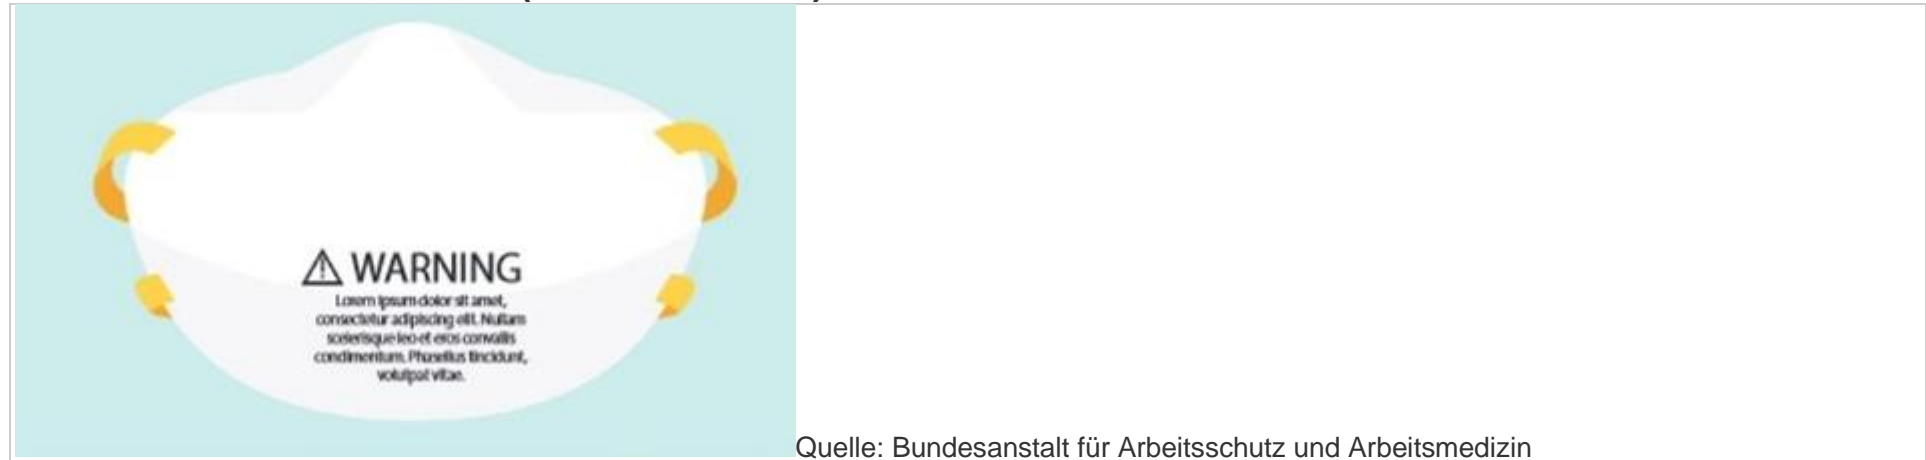 ⚠ WARNING
Lorem ipsum dolor sit amet,
consectetur adipiscing elit. Nullam
scelerisque leo et eros convallis
condimentum. Phasellus tincidunt,
volutpat vitae.
Quelle: Bundesanstalt für Arbeitsschutz und Arbeitsmedizin